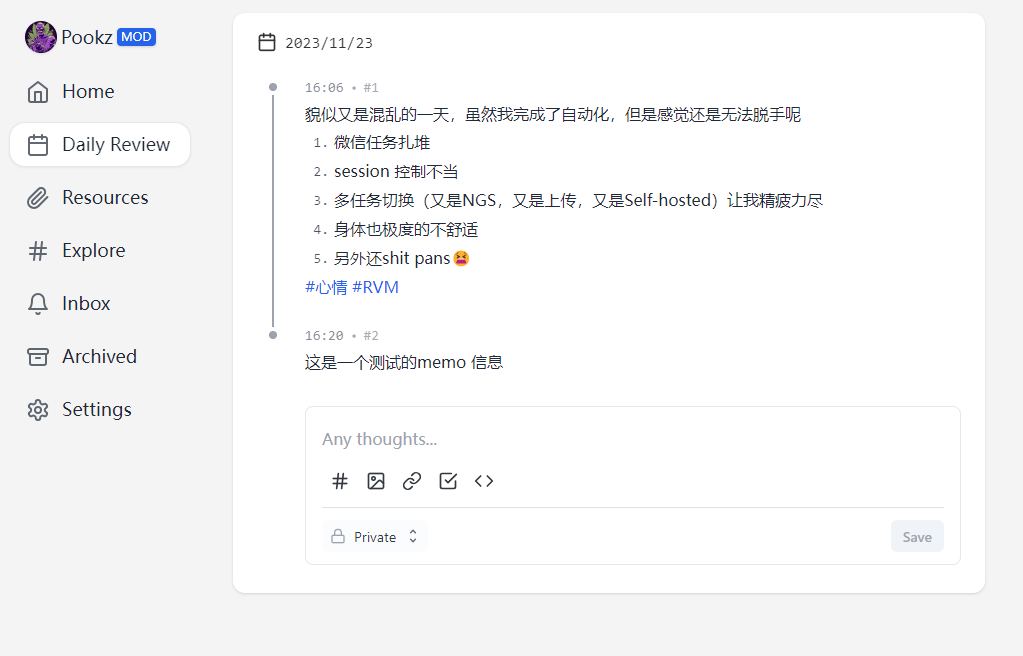 Pookz MOD
Home
Daily Review
Resources
Explore
Inbox
Archived
Settings
2023/11/23
16:06 • #1
貌似又是混乱的一天，虽然我完成了自动化，但是感觉还是无法脱手呢
1. 微信任务扎堆
2. session 控制不当
3. 多任务切换（又是NGS，又是上传，又是Self-hosted）让我精疲力尽
4. 身体也极度的不舒适
5. 另外还shit pans😫
#心情 #RVM
16:20 • #2
这是一个测试的memo 信息
Any thoughts...
Private
Save